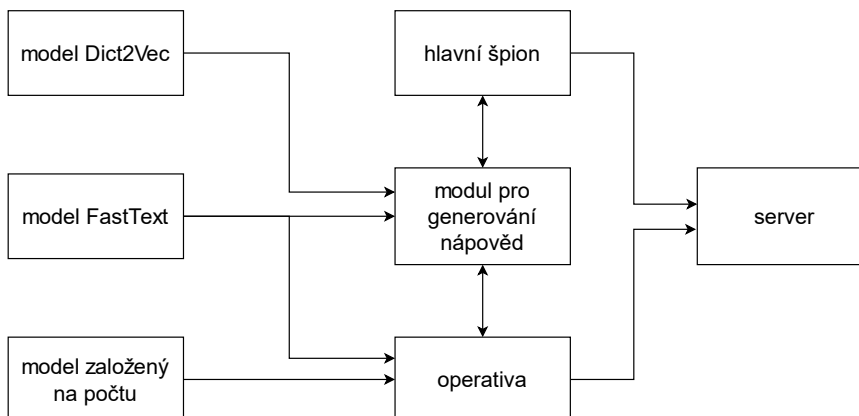 model Dict2Vec
hlavní špion
model FastText
modul pro
generování
nápověd
server
model založený
na počtu
operativa